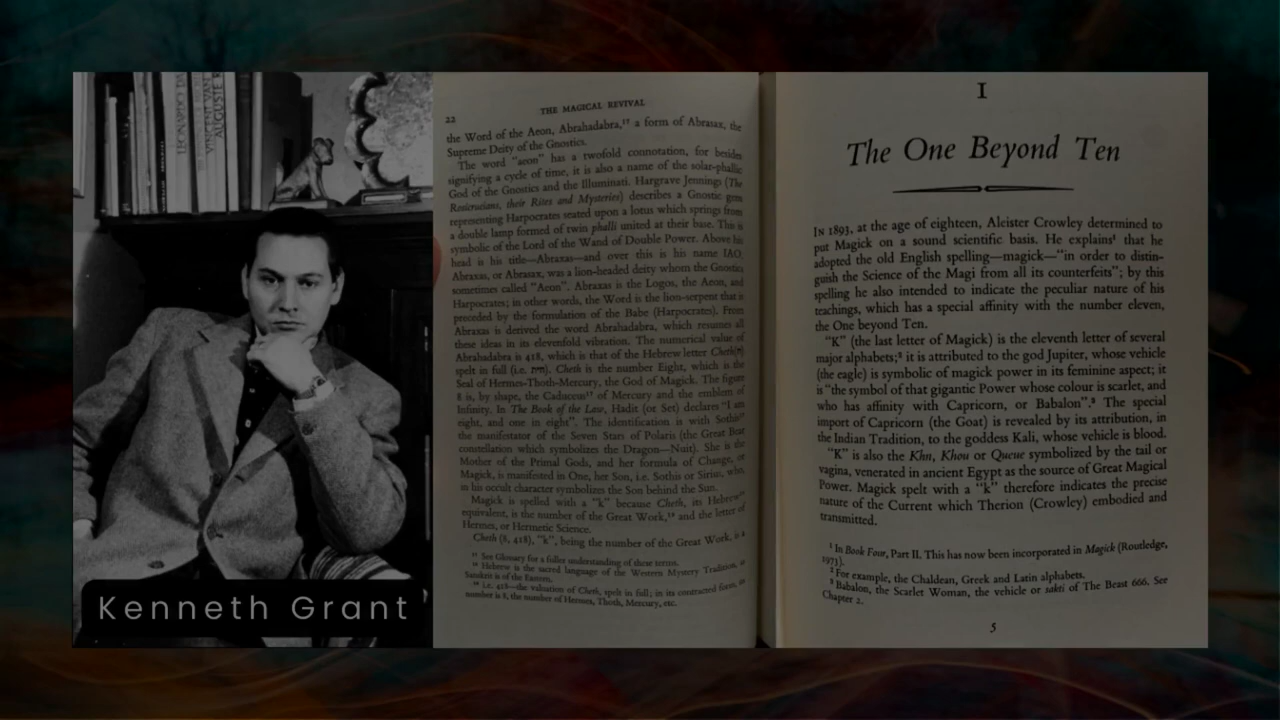 LEONARDO DA
VINCENT VAN
AUGUSTE R
Kenneth Grant
22
THE MAGICAL REVIVAL
the Word of the Aeon, Abrahadabra,¹⁵ a form of Abrasax, the
Supreme Deity of the Gnostics.
The word "aeon" has a twofold connotation, for besides
signifying a cycle of time, it is also a name of the solar-phallic
God of the Gnostics and the Illuminati. Hargrave Jennings (The
Rosicrucians, their Rites and Mysteries) describes a Gnostic gem
representing Harpocrates seated upon a lotus which springs from
a double lamp formed of twin phalli united at their base. This is
symbolic of the Lord of the Wand of Double Power. Above his
head is his title—Abraxas—and over this is his name IAO.
Abraxas, or Abrasax, was a lion-headed deity whom the Gnostics
sometimes called "Aeon". Abraxas is the Logos, the Aeon, and
Harpocrates; in other words, the Word is the lion-serpent that is
preceded by the formulation of the Babe (Harpocrates). From
Abraxas is derived the word Abrahadabra, which resumes all
these ideas in its elevenfold vibration. The numerical value of
Abrahadabra is 418, which is that of the Hebrew letter Cheth(ח)
spelt in full (i.e. חית). Cheth is the number Eight, which is the
Seal of Hermes-Thoth-Mercury, the God of Magick. The figure
8 is, by shape, the Caduceus¹⁷ of Mercury and the emblem of
Infinity. In The Book of the Law, Hadit (or Set) declares "I am
eight, and one in eight". The identification is with Sothis
the manifestator of the Seven Stars of Polaris (the Great Bear
constellation which symbolizes the Dragon—Nuit). She is the
Mother of the Primal Gods, and her formula of Change, or
Magick, is manifested in One, her Son, i.e. Sothis or Sirius, who,
in his occult character symbolizes the Son behind the Sun.
Magick is spelled with a "k" because Cheth, its Hebrew
equivalent, is the number of the Great Work,¹⁹ and the letter of
Hermes, or Hermetic Science.
Cheth (8, 418), "k", being the number of the Great Work, is a
See Glossary for a fuller understanding of these terms.
Hebrew is the sacred language of the Western Mystery Tradition, as
Sanskrit is of the Eastern.
i.e. 418—the valuation of Cheth, spelt in full; in its contracted form, its
number is 8, the number of Hermes, Thoth, Mercury, etc.
I
The One Beyond Ten
IN 1893, at the age of eighteen, Aleister Crowley determined to
put Magick on a sound scientific basis. He explains¹ that he
adopted the old English spelling—magick—"in order to distin-
guish the Science of the Magi from all its counterfeits"; by this
spelling he also intended to indicate the peculiar nature of his
teachings, which has a special affinity with the number eleven,
the One beyond Ten.
"K" (the last letter of Magick) is the eleventh letter of several
major alphabets;² it is attributed to the god Jupiter, whose vehicle
(the eagle) is symbolic of magick power in its feminine aspect; it
is "the symbol of that gigantic Power whose colour is scarlet, and
who has affinity with Capricorn, or Babalon".³ The special
import of Capricorn (the Goat) is revealed by its attribution, in
the Indian Tradition, to the goddess Kali, whose vehicle is blood.
"K" is also the Khn, Khou or Queue symbolized by the tail or
vagina, venerated in ancient Egypt as the source of Great Magical
Power. Magick spelt with a "k" therefore indicates the precise
nature of the Current which Therion (Crowley) embodied and
transmitted.
¹ In Book Four, Part II. This has now been incorporated in Magick (Routledge,
1973).
² For example, the Chaldean, Greek and Latin alphabets.
³ Babalon, the Scarlet Woman, the vehicle or sakti of The Beast 666. See
Chapter 2.
5